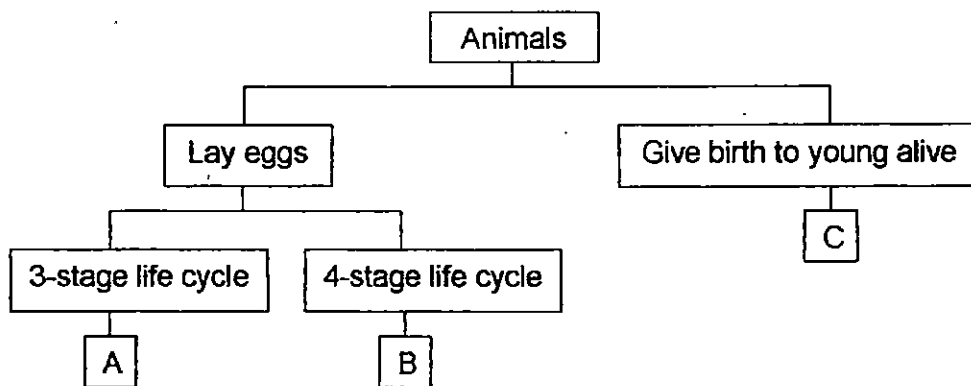 Animals
Lay eggs
Give birth to young alive
C
3-stage life cycle
4-stage life cycle
A
B